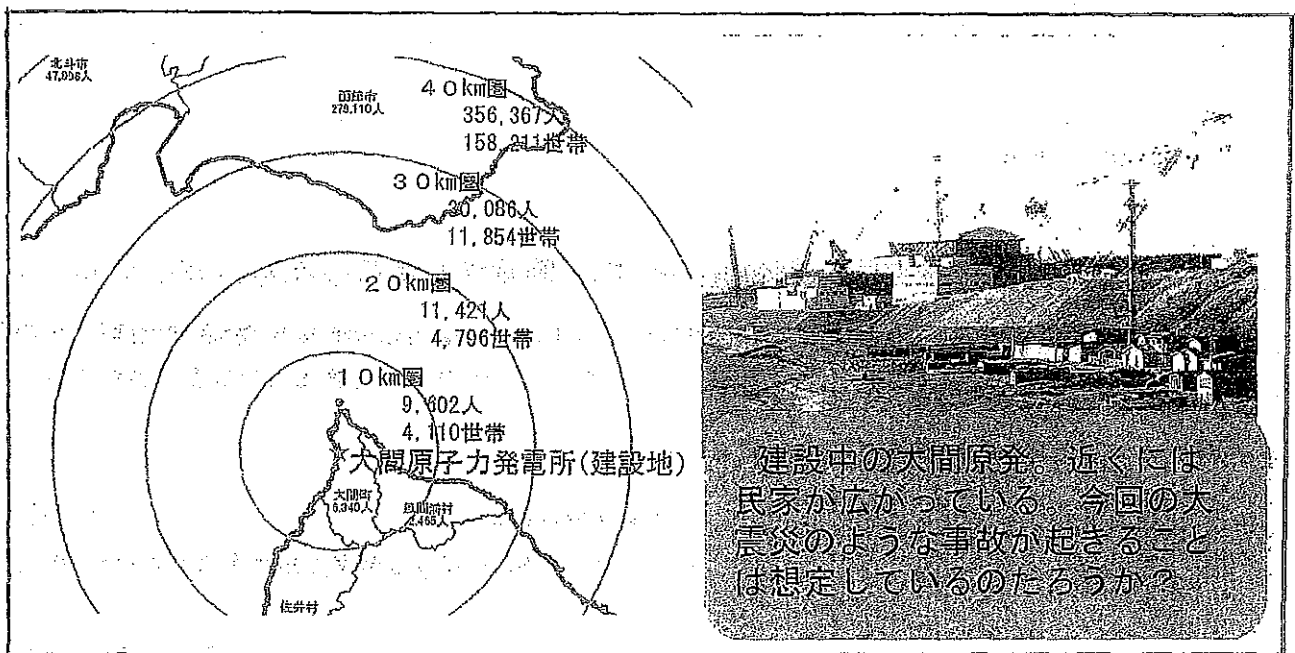 北斗市
函館市
279,110人
40km圏
356,367人
158,211世帯
30km圏
30,086人
11,854世帯
20km圏
11,421人
4,796世帯
10km圏
9,602人
4,110世帯
大間原子力発電所(建設地)
大間町
6,340人
風間浦村
2,465人
佐井村
建設中の大間原発。近くには
民家が広がっている 今回の大
震災のような事故が起きること
は想定しているのだろうか?